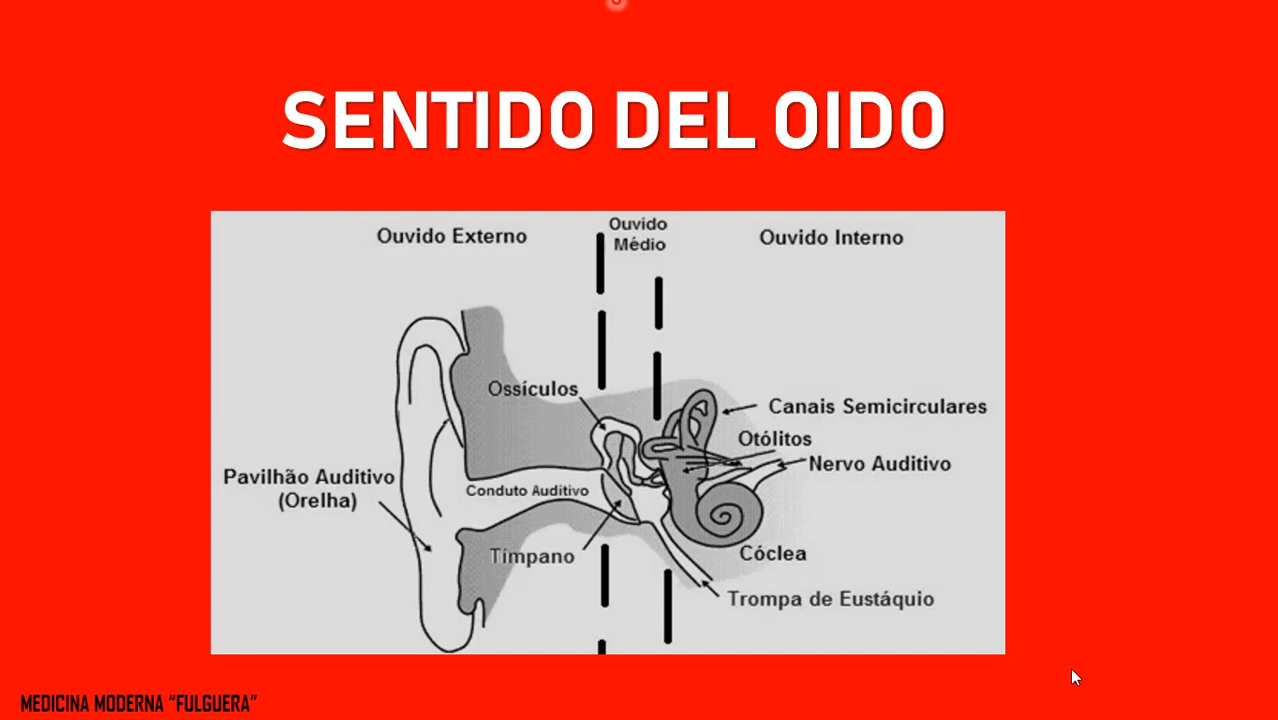 SENTIDO DEL OIDO
Ouvido Externo
Ouvido
Médio
Ouvido Interno
Ossículos
Canais Semicirculares
Otólitos
Nervo Auditivo
Pavilhão Auditivo
(Orelha)
Conduto Auditivo
Tímpano
Cóclea
Trompa de Eustáquio
MEDICINA MODERNA “FULGUERA”